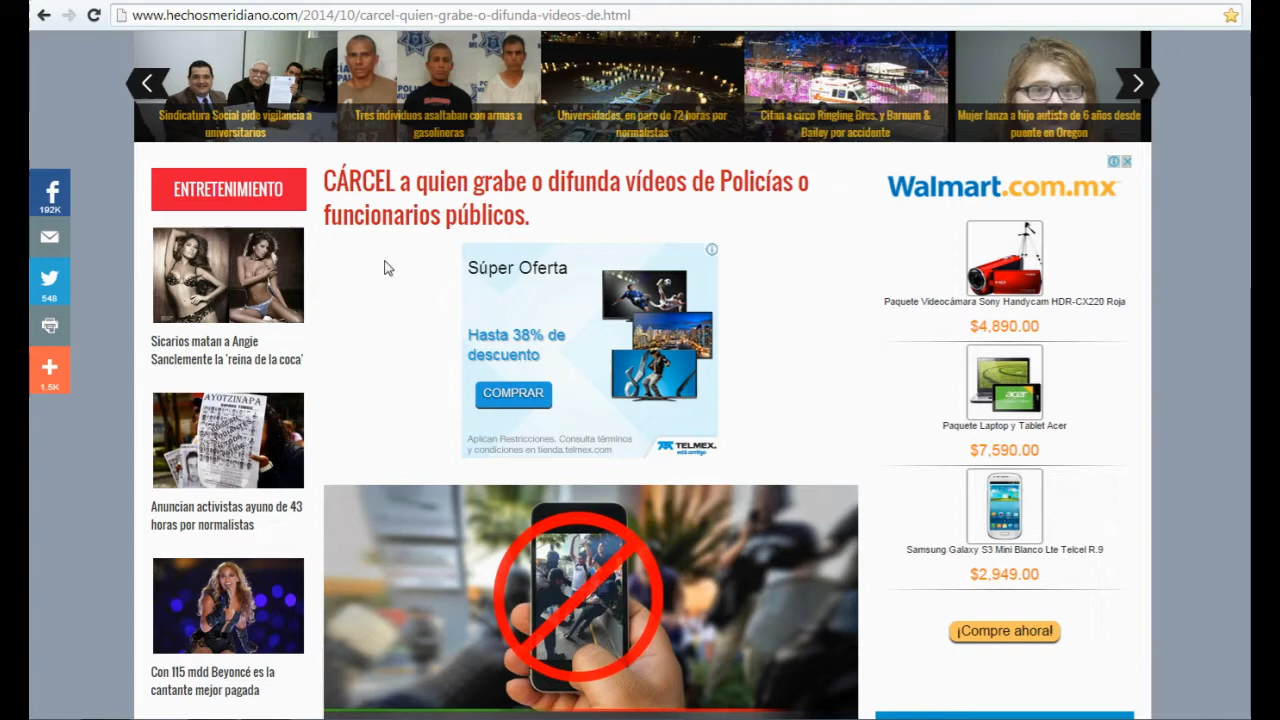 www.hechosmeridiano.com/2014/10/carcel-quien-grabe-o-difunda-videos-de.html
Sindicatura Social pide vigilancia a
universitarios
Tres individuos asaltaban con armas a
gasolineras
Universidades, en paro de 72 horas por
normalistas
Citan a circo Ringling Bros. y Barnum &
Bailey por accidente
Mujer lanza a hijo autista de 6 años desde
puente en Oregon
192K
548
1.5K
ENTRETENIMIENTO
Sicarios matan a Angie
Sanclemente la 'reina de la coca'
AYOTZINAPA
Anuncian activistas ayuno de 43
horas por normalistas
Con 115 mdd Beyoncé es la
cantante mejor pagada
CÁRCEL a quien grabe o difunda vídeos de Policías o
funcionarios públicos.
Súper Oferta
Hasta 38% de
descuento
COMPRAR
Aplican Restricciones. Consulta términos
y condiciones en tienda.telmex.com
TELMEX.
está contigo
Walmart.com.mx
Paquete Videocámara Sony Handycam HDR-CX220 Roja
$4,890.00
acer
Paquete Laptop y Tablet Acer
$7,590.00
Samsung Galaxy S3 Mini Blanco Lte Telcel R.9
$2,949.00
¡Compre ahora!